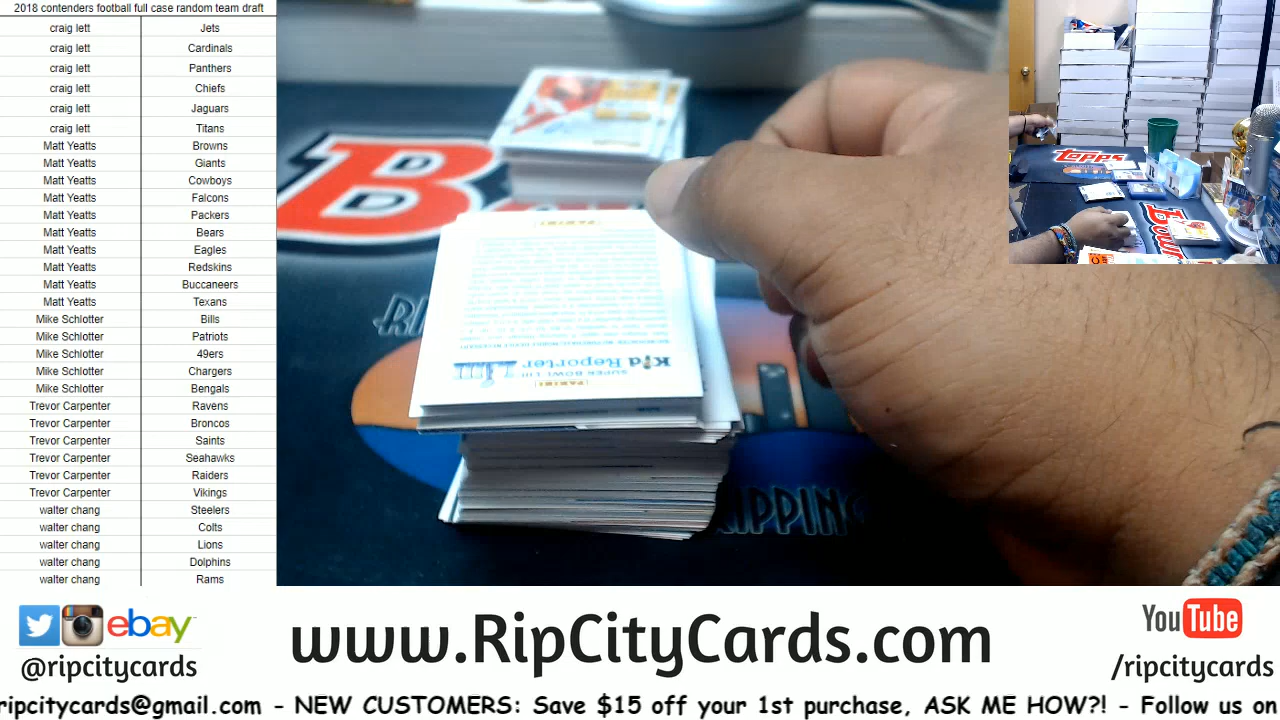 2018 contenders football full case random team draft
craig lett Jets
craig lett Cardinals
craig lett Panthers
craig lett Chiefs
craig lett Jaguars
craig lett Titans
Matt Yeatts Browns
Matt Yeatts Giants
Matt Yeatts Cowboys
Matt Yeatts Falcons
Matt Yeatts Packers
Matt Yeatts Bears
Matt Yeatts Eagles
Matt Yeatts Redskins
Matt Yeatts Buccaneers
Matt Yeatts Texans
Mike Schlotter Bills
Mike Schlotter Patriots
Mike Schlotter 49ers
Mike Schlotter Chargers
Mike Schlotter Bengals
Trevor Carpenter Ravens
Trevor Carpenter Broncos
Trevor Carpenter Saints
Trevor Carpenter Seahawks
Trevor Carpenter Raiders
Trevor Carpenter Vikings
walter chang Steelers
walter chang Colts
walter chang Lions
walter chang Dolphins
walter chang Rams
PANINI
Kid Reporter
SUPER BOWL LIII
PANINI
RIPPING
topps
ebay
@ripcitycards
www.RipCityCards.com
YouTube
/ripcitycards
ripcitycards@gmail.com - NEW CUSTOMERS: Save $15 off your 1st purchase, ASK ME HOW?! - Follow us on